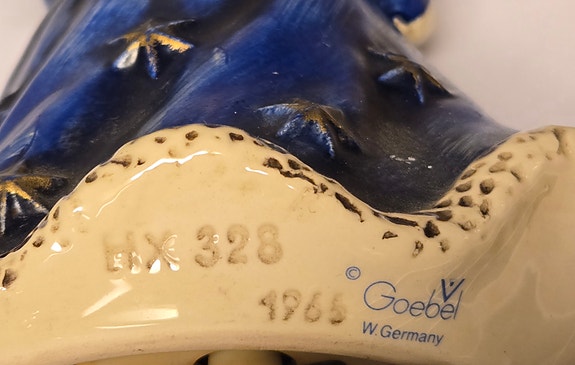 HX 328
1965
© Goebel
W. Germany